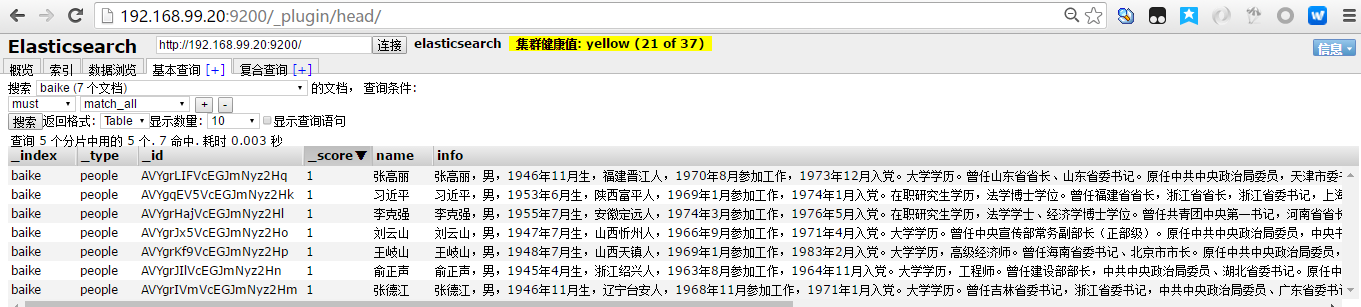 192.168.99.20:9200/_plugin/head/
Elasticsearch http://192.168.99.20:9200/ 连接 elasticsearch 集群健康值: yellow (21 of 37) 信息
概览 索引 数据浏览 基本查询 [+] 复合查询 [+]
搜索 baike (7 个文档) 的文档， 查询条件:
must match_all + -
搜索 返回格式: Table 显示数量: 10 显示查询语句
查询 5 个分片中用的 5 个. 7 命中. 耗时 0.003 秒
_index _type _id _score▼ name info
baike people AVYgrLIFVcEGJmNyz2Hq 1 张高丽 张高丽，男，1946年11月生，福建晋江人，1970年8月参加工作，1973年12月入党。大学学历。曾任山东省省长、山东省委书记。原任中共中央政治局委员，天津市委书
baike people AVYgqEV5VcEGJmNyz2Hk 1 习近平 习近平，男，1953年6月生，陕西富平人，1969年1月参加工作，1974年1月入党。在职研究生学历，法学博士学位。曾任福建省省长，浙江省省长，浙江省委书记，上海
baike people AVYgrHajVcEGJmNyz2Hl 1 李克强 李克强，男，1955年7月生，安徽定远人，1974年3月参加工作，1976年5月入党。在职研究生学历，法学学士、经济学博士学位。曾任共青团中央第一书记，河南省省长
baike people AVYgrJx5VcEGJmNyz2Ho 1 刘云山 刘云山，男，1947年7月生，山西忻州人，1966年9月参加工作，1971年4月入党。大学学历。曾任中央宣传部常务副部长（正部级）。原任中共中央政治局委员，中央书
baike people AVYgrKf9VcEGJmNyz2Hp 1 王岐山 王岐山，男，1948年7月生，山西天镇人，1969年1月参加工作，1983年2月入党。大学学历，高级经济师。曾任海南省委书记、北京市市长。原任中共中央政治局委员，
baike people AVYgrJIlVcEGJmNyz2Hn 1 俞正声 俞正声，男，1945年4月生，浙江绍兴人，1963年8月参加工作，1964年11月入党。大学学历，工程师。曾任建设部部长，中共中央政治局委员、湖北省委书记。原任中
baike people AVYgrIVmVcEGJmNyz2Hm 1 张德江 张德江，男，1946年11月生，辽宁台安人，1968年11月参加工作，1971年1月入党。大学学历。曾任吉林省委书记，浙江省委书记，中共中央政治局委员、广东省委书